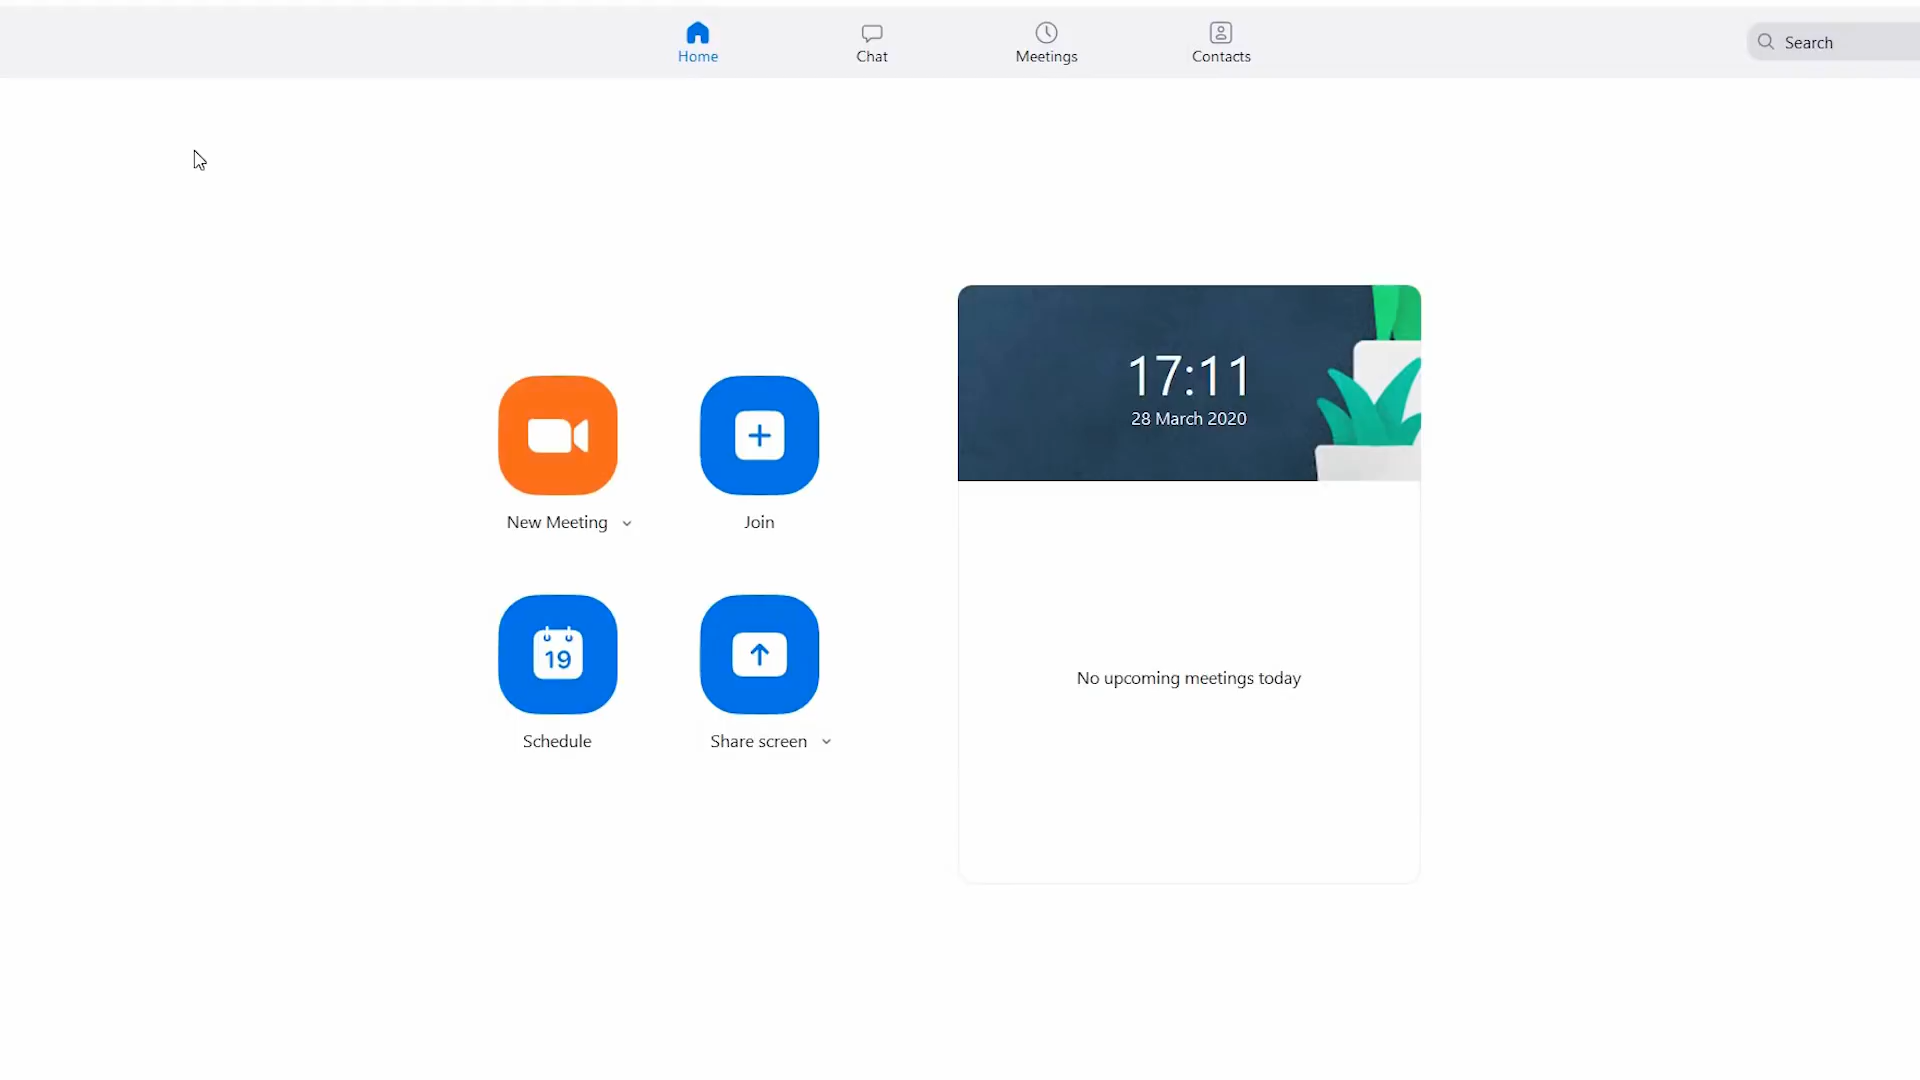 Home
Chat
Meetings
Contacts
Search
17:11
28 March 2020
New Meeting
Join
19
Schedule
Share screen
No upcoming meetings today